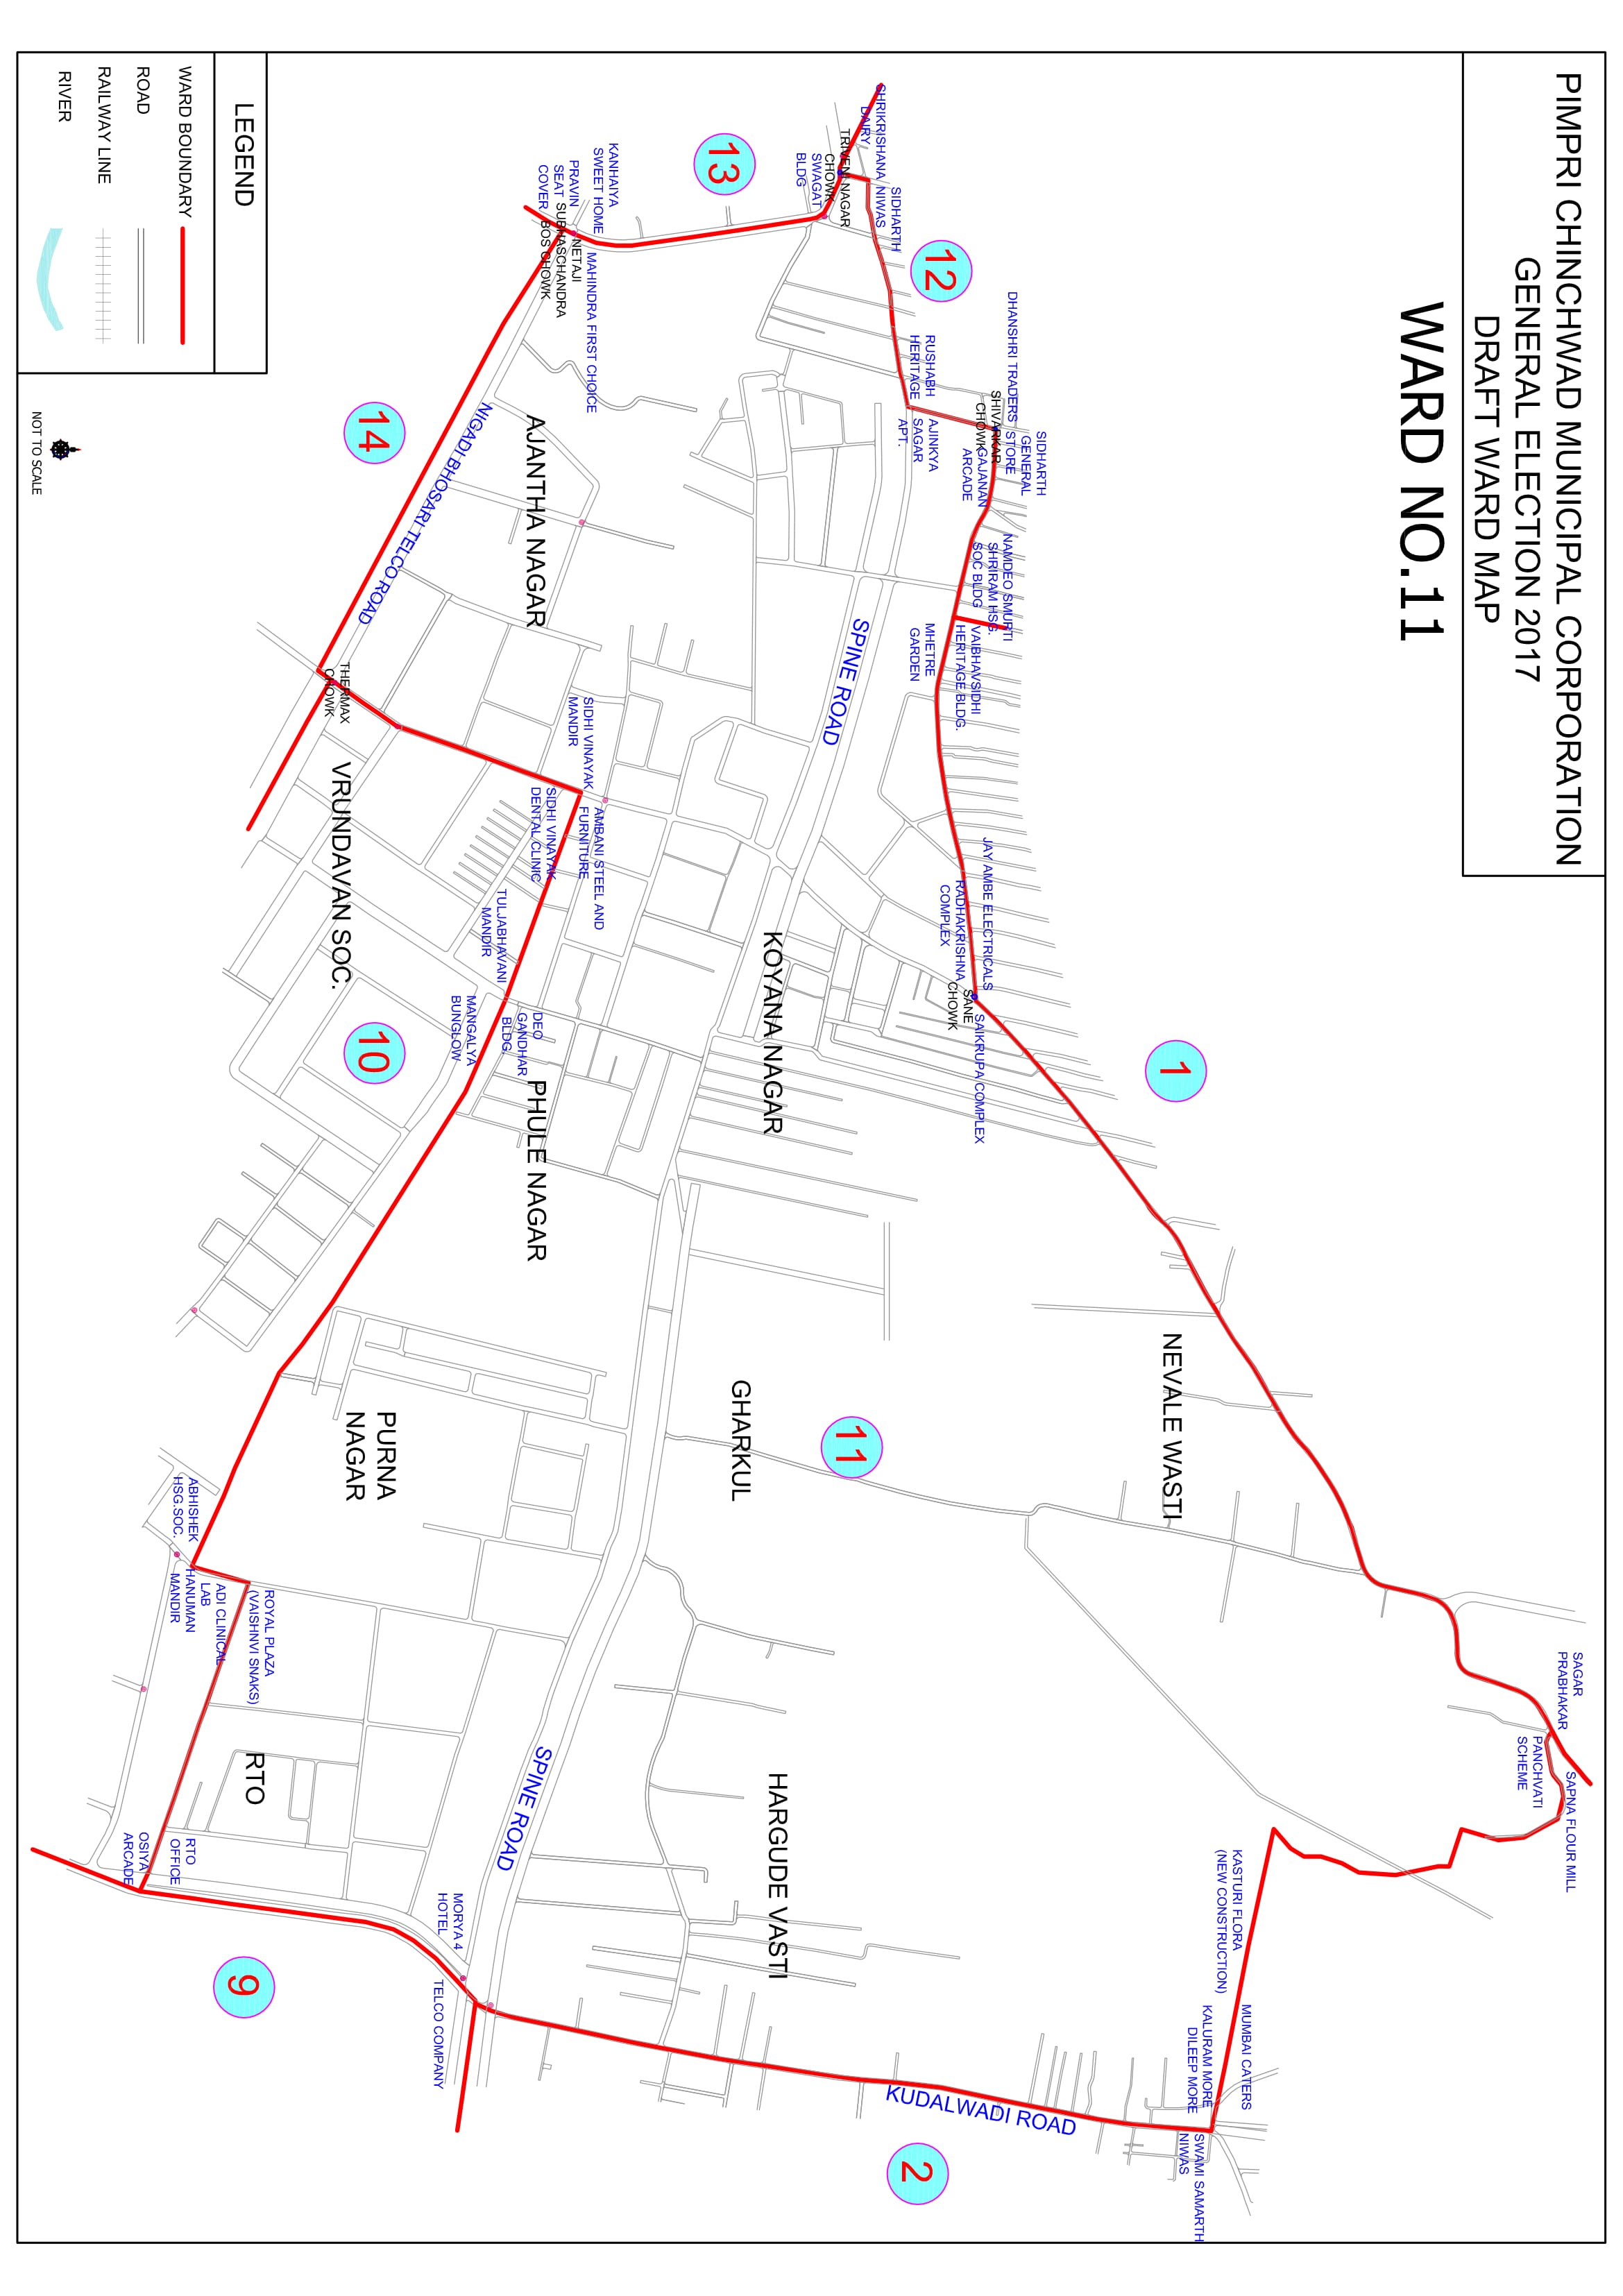 PIMPRI CHINCHWAD MUNICIPAL CORPORATION
GENERAL ELECTION 2017
DRAFT WARD MAP
WARD NO.11
SAGAR
PRABHAKAR
SAPNA FLOUR MILL
PANCHVATI
SCHEME
KASTURI FLORA
(NEW CONSTRUCTION)
MUMBAI CATERS
KALURAM MORE
DILEEP MORE
SWAMI SAMARTH
NIWAS
1
NEVALE WASTI
SIDHARTH
GENERAL
STORE
DHANSHRI TRADERS
SHIVARKAR
CHOWK
GAJANAN
ARCADE
NAMDEO SMURTI
SHRIRAM HSG.
SOC BLDG
VAIBHAVSIDHI
HERITAGE BLDG.
JAY AMBE ELECTRICALS
RADHAKRISHNA
COMPLEX
SANE
CHOWK
SAIKRUPA COMPLEX
12
RUSHABH
HERITAGE
AJINKYA
SAGAR
APT.
MHETRE
GARDEN
SHRIKRISHANA
DAIRY
SIDHARTH
NIWAS
TRIVENI NAGAR
CHOWK
SWAGAT
BLDG
SPINE ROAD
11
KUDALWADI ROAD
2
13
KOYANA NAGAR
GHARKUL
HARGUDE VASTI
KANHAIYA
SWEET HOME
PRAVIN
SEAT
COVER
NETAJI
SUBHASCHANDRA
BOS CHOWK
MAHINDRA FIRST CHOICE
AJANTHA NAGAR
SIDHI VINAYAK
MANDIR
AMBANI STEEL AND
FURNITURE
SIDHI VINAYAK
DENTAL CLINIC
TULJABHAVANI
MANDIR
DEO
GANDHAR
BLDG.
MANGALYA
BUNGLOW
PHULE NAGAR
SPINE ROAD
MORYA 4
HOTEL
TELCO COMPANY
NIGADI BHOSARI TELCO ROAD
14
THERMAX
CHOWK
VRUNDAVAN SOC.
10
PURNA
NAGAR
ABHISHEK
HSG.SOC.
HANUMAN
MANDIR
ADI CLINICAL
LAB
ROYAL PLAZA
(VAISHNVI SNAKS)
RTO
RTO
OFFICE
OSIYA
ARCADE
9
LEGEND
WARD BOUNDARY
ROAD
RAILWAY LINE
RIVER
NOT TO SCALE